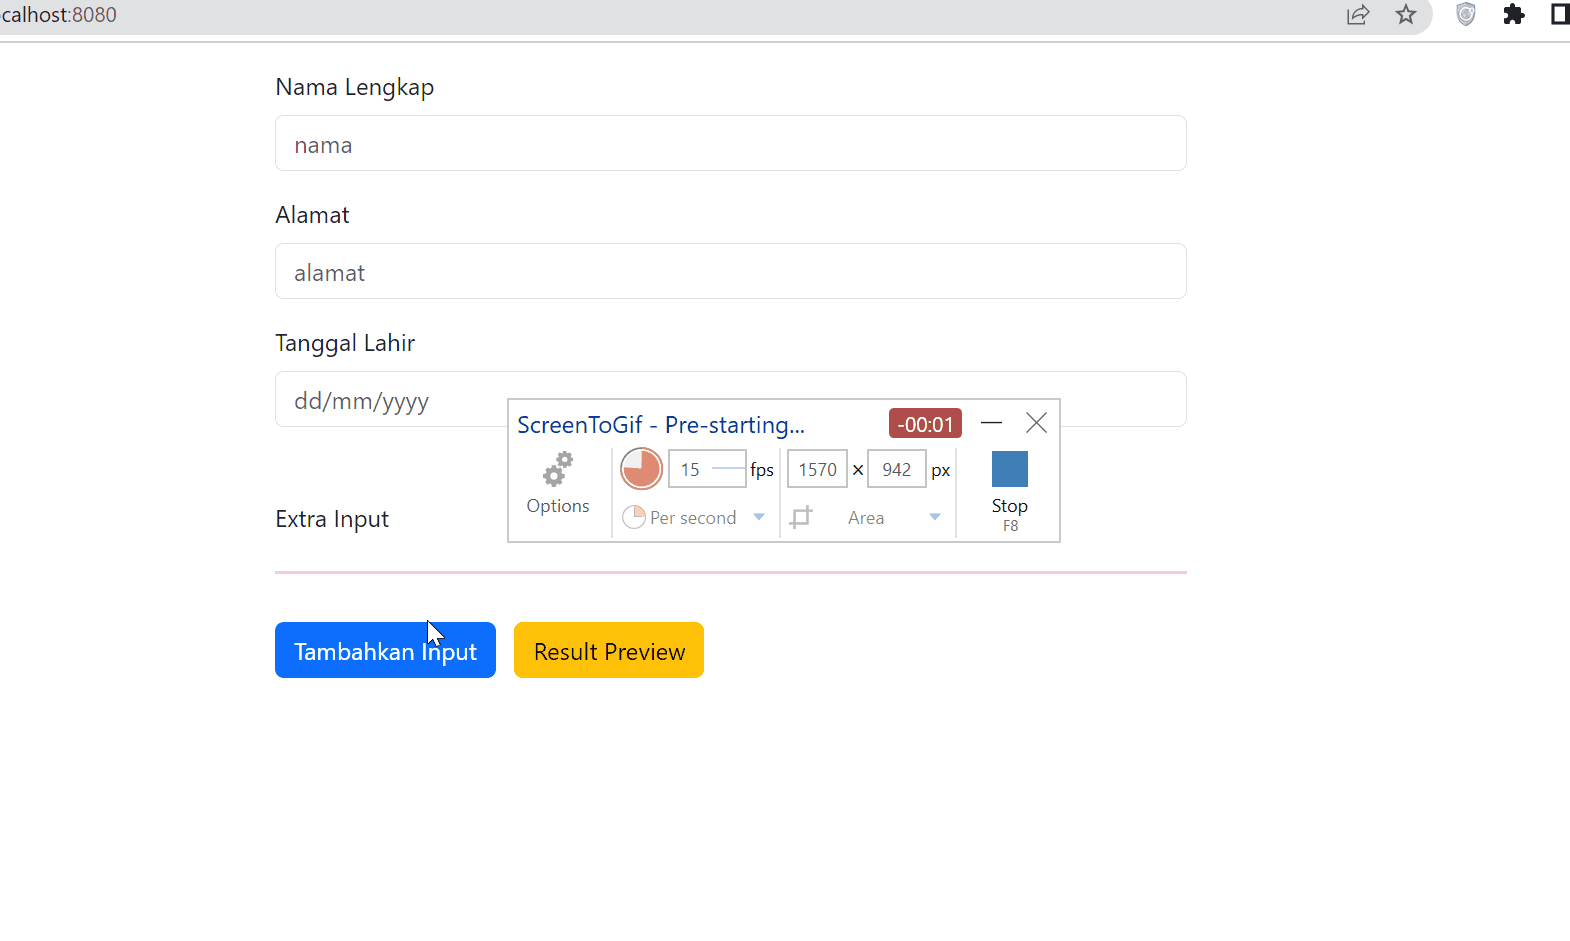 ocalhost:8080
Nama Lengkap
nama
Alamat
alamat
Tanggal Lahir
dd/mm/yyyy
ScreenToGif - Pre-starting... -00:01
15 fps 1570 × 942 px
Options
Per second Area
Stop
F8
Extra Input
Tambahkan Input Result Preview